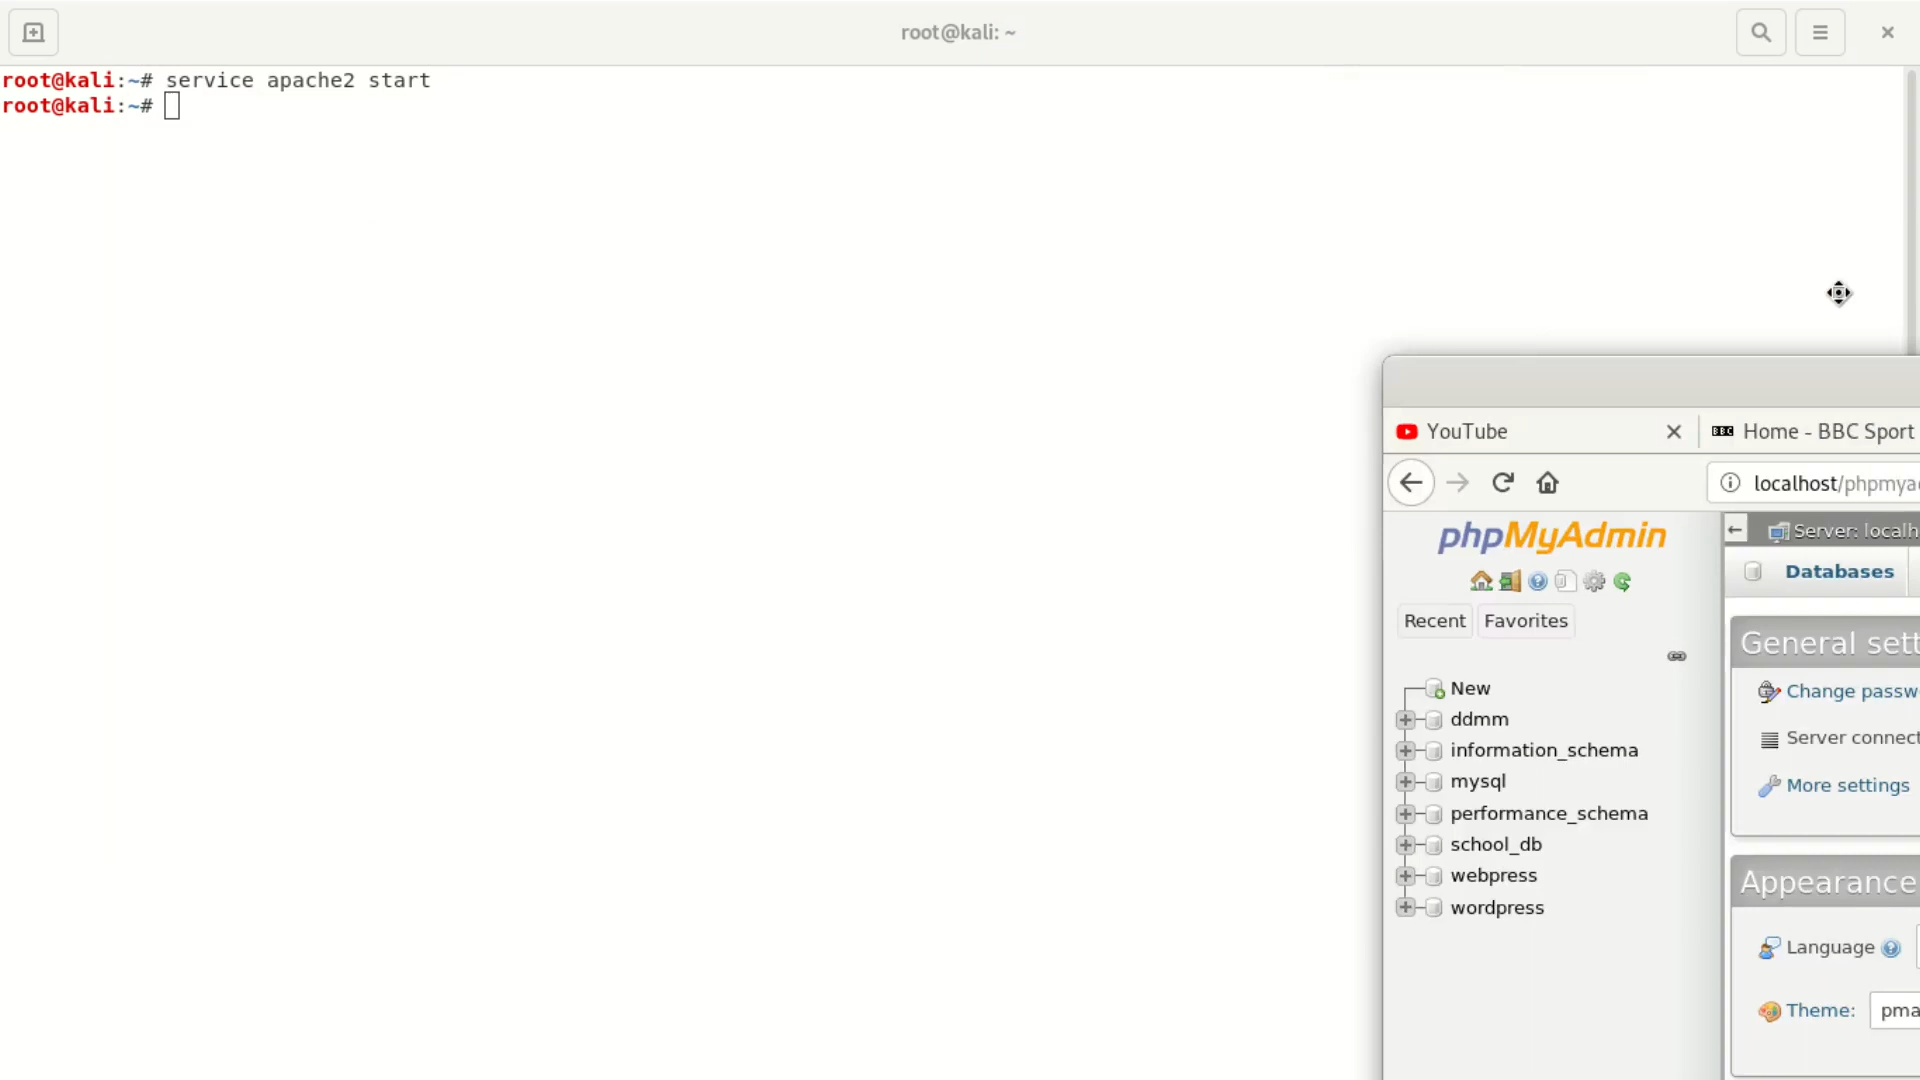 root@kali: ~
root@kali:~# service apache2 start
root@kali:~#
YouTube
Home - BBC Sport
localhost/phpmya
phpMyAdmin
Server: localh
Databases
Recent
Favorites
General sett
Change passw
New
ddmm
Server connect
information_schema
mysql
More settings
performance_schema
school_db
webpress
Appearance
wordpress
Language
Theme:
pma